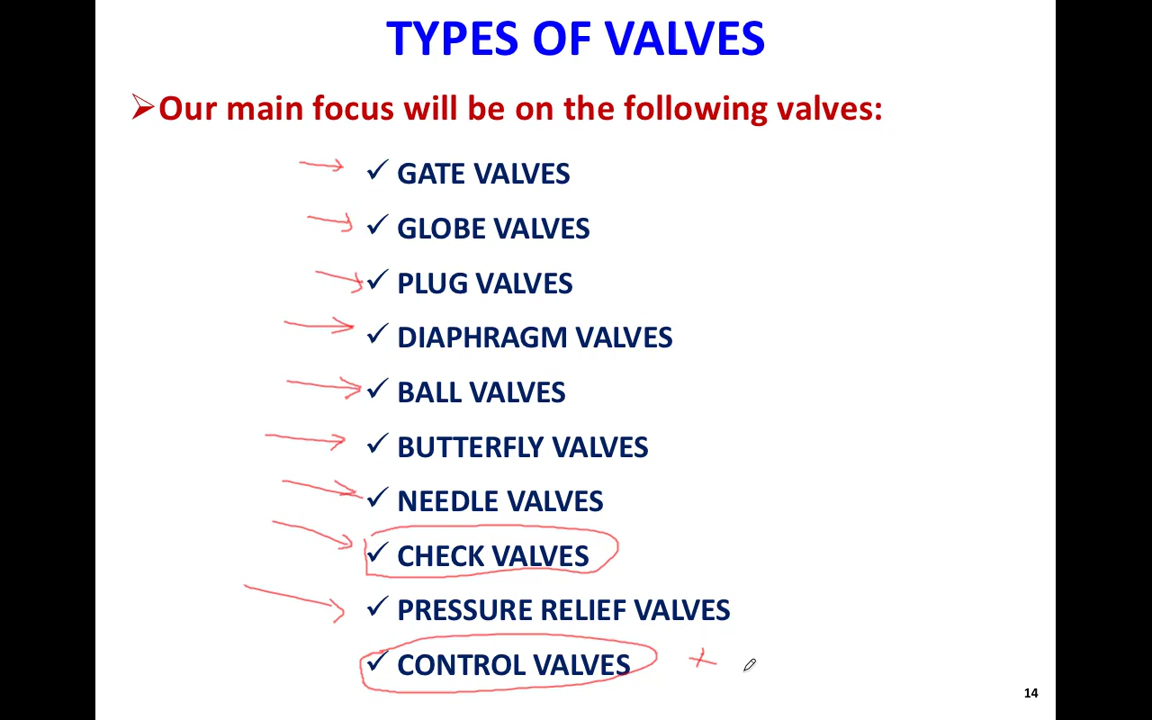 TYPES OF VALVES
➢Our main focus will be on the following valves:
✓ GATE VALVES
✓ GLOBE VALVES
✓ PLUG VALVES
✓ DIAPHRAGM VALVES
✓ BALL VALVES
✓ BUTTERFLY VALVES
✓ NEEDLE VALVES
✓ CHECK VALVES
✓ PRESSURE RELIEF VALVES
✓ CONTROL VALVES +
14